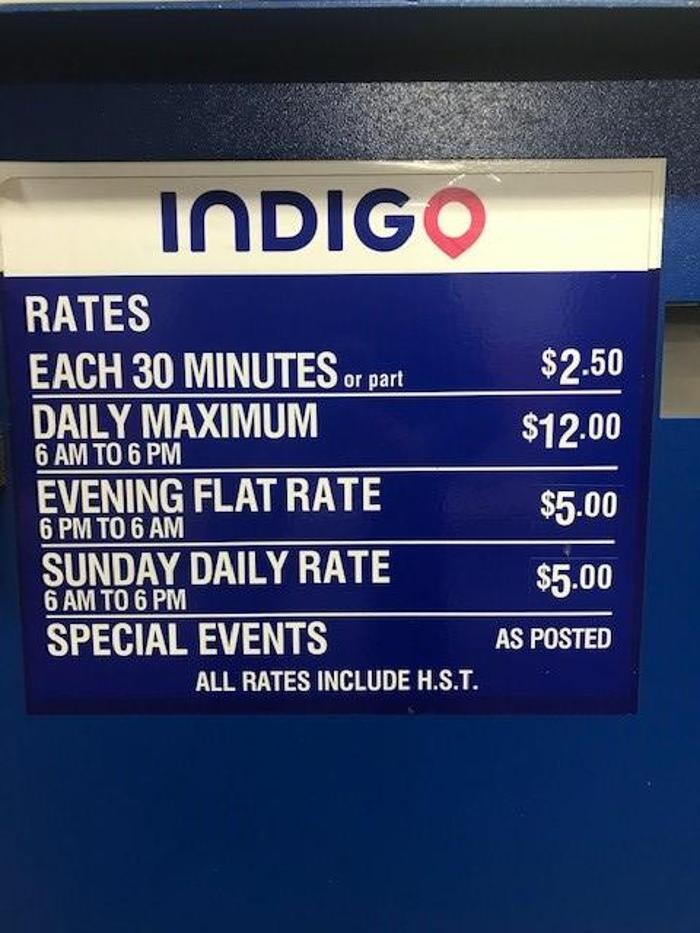 INDIGO
RATES
EACH 30 MINUTES or part $2.50
DAILY MAXIMUM $12.00
6 AM TO 6 PM
EVENING FLAT RATE $5.00
6 PM TO 6 AM
SUNDAY DAILY RATE $5.00
6 AM TO 6 PM
SPECIAL EVENTS AS POSTED
ALL RATES INCLUDE H.S.T.